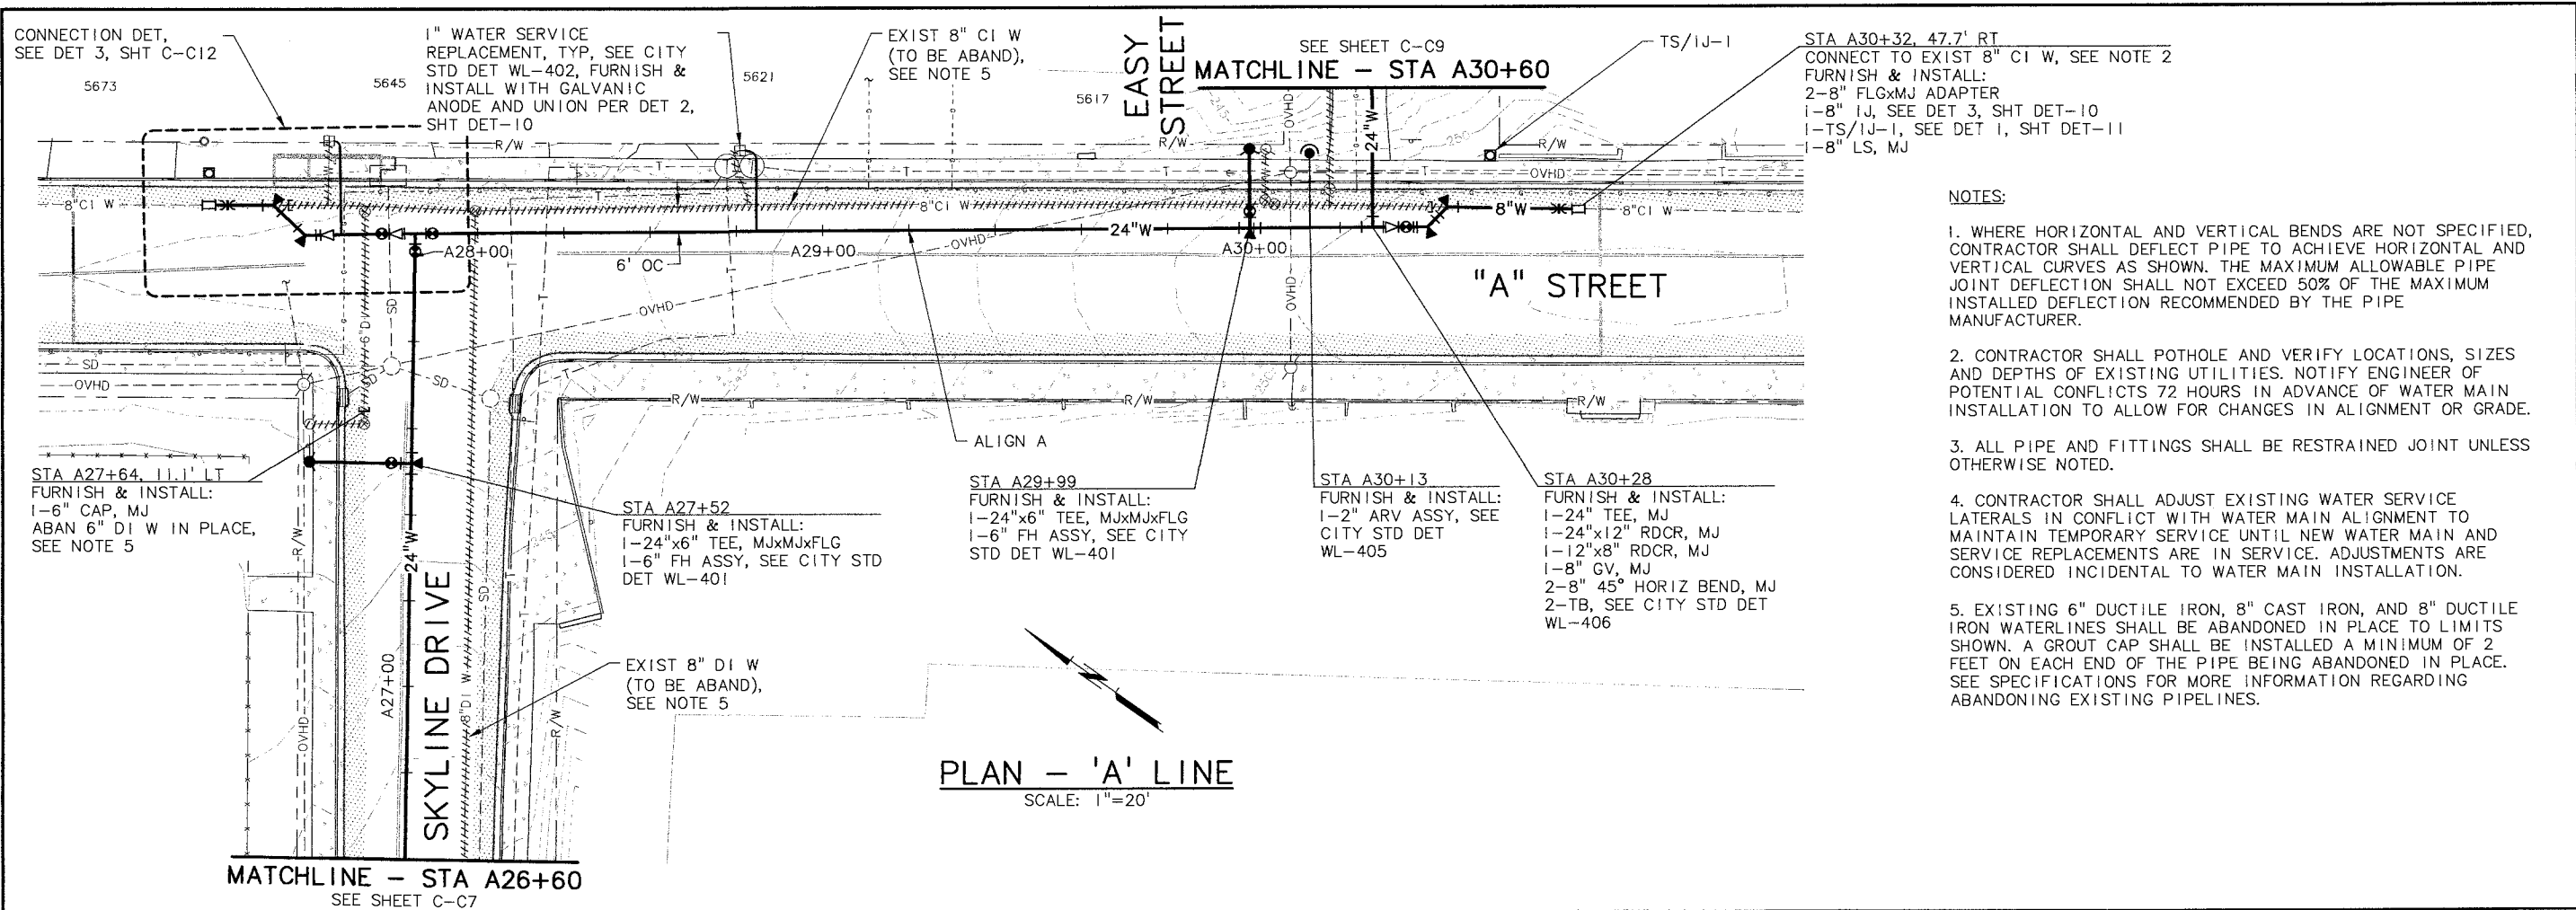 CONNECTION DET,
SEE DET 3, SHT C-C12
5673
5645
1" WATER SERVICE
REPLACEMENT, TYP, SEE CITY
STD DET WL-402, FURNISH &
INSTALL WITH GALVANIC
ANODE AND UNION PER DET 2,
SHT DET-10
5621
EXIST 8" CI W
(TO BE ABAND),
SEE NOTE 5
5617
EASY
STREET
SEE SHEET C-C9
MATCHLINE - STA A30+60
TS/IJ-1
STA A30+32, 47.7' RT
CONNECT TO EXIST 8" CI W, SEE NOTE 2
FURNISH & INSTALL:
2-8" FLGxMJ ADAPTER
1-8" IJ, SEE DET 3, SHT DET-10
1-TS/IJ-1, SEE DET 1, SHT DET-11
1-8" LS, MJ
R/W
R/W
R/W
OVHD
24"W
250
T
T
T
T
T
T
OVHD
8"CI W
8"CI W
8"W
8"CI W
24"W
A28+00
6' OC
A29+00
OVHD
A30+00
"A" STREET
OVHD
OVHD
6"DI
SD
SD
OVHD
SD
SD
R/W
R/W
R/W
ALIGN A
STA A27+64, 11.1' LT
FURNISH & INSTALL:
1-6" CAP, MJ
ABAN 6" DI W IN PLACE,
SEE NOTE 5
STA A27+52
FURNISH & INSTALL:
1-24"x6" TEE, MJxMJxFLG
1-6" FH ASSY, SEE CITY STD
DET WL-401
STA A29+99
FURNISH & INSTALL:
1-24"x6" TEE, MJxMJxFLG
1-6" FH ASSY, SEE CITY
STD DET WL-401
STA A30+13
FURNISH & INSTALL:
1-2" ARV ASSY, SEE
CITY STD DET
WL-405
STA A30+28
FURNISH & INSTALL:
1-24" TEE, MJ
1-24"x12" RDCR, MJ
1-12"x8" RDCR, MJ
1-8" GV, MJ
2-8" 45° HORIZ BEND, MJ
2-TB, SEE CITY STD DET
WL-406
R/W
24"W
SD
T
A27+00
SKYLINE DRIVE
8"DI W
R/W
OVHD
EXIST 8" DI W
(TO BE ABAND),
SEE NOTE 5
PLAN - 'A' LINE
SCALE: 1"=20'
MATCHLINE - STA A26+60
SEE SHEET C-C7
NOTES:
1. WHERE HORIZONTAL AND VERTICAL BENDS ARE NOT SPECIFIED,
CONTRACTOR SHALL DEFLECT PIPE TO ACHIEVE HORIZONTAL AND
VERTICAL CURVES AS SHOWN. THE MAXIMUM ALLOWABLE PIPE
JOINT DEFLECTION SHALL NOT EXCEED 50% OF THE MAXIMUM
INSTALLED DEFLECTION RECOMMENDED BY THE PIPE
MANUFACTURER.
2. CONTRACTOR SHALL POTHOLE AND VERIFY LOCATIONS, SIZES
AND DEPTHS OF EXISTING UTILITIES. NOTIFY ENGINEER OF
POTENTIAL CONFLICTS 72 HOURS IN ADVANCE OF WATER MAIN
INSTALLATION TO ALLOW FOR CHANGES IN ALIGNMENT OR GRADE.
3. ALL PIPE AND FITTINGS SHALL BE RESTRAINED JOINT UNLESS
OTHERWISE NOTED.
4. CONTRACTOR SHALL ADJUST EXISTING WATER SERVICE
LATERALS IN CONFLICT WITH WATER MAIN ALIGNMENT TO
MAINTAIN TEMPORARY SERVICE UNTIL NEW WATER MAIN AND
SERVICE REPLACEMENTS ARE IN SERVICE. ADJUSTMENTS ARE
CONSIDERED INCIDENTAL TO WATER MAIN INSTALLATION.
5. EXISTING 6" DUCTILE IRON, 8" CAST IRON, AND 8" DUCTILE
IRON WATERLINES SHALL BE ABANDONED IN PLACE TO LIMITS
SHOWN. A GROUT CAP SHALL BE INSTALLED A MINIMUM OF 2
FEET ON EACH END OF THE PIPE BEING ABANDONED IN PLACE.
SEE SPECIFICATIONS FOR MORE INFORMATION REGARDING
ABANDONING EXISTING PIPELINES.